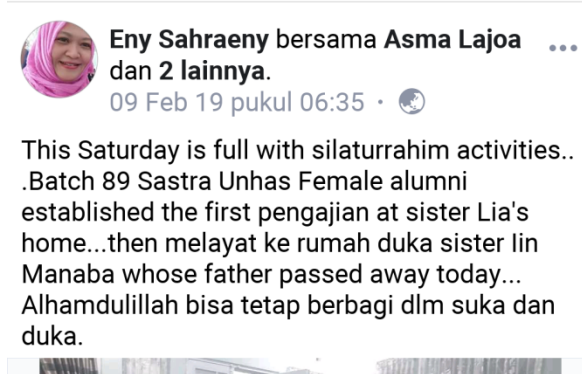 Eny Sahraeny bersama Asma Lajoa
dan 2 lainnya.
09 Feb 19 pukul 06:35 ·
This Saturday is full with silaturrahim activities..
.Batch 89 Sastra Unhas Female alumni
established the first pengajian at sister Lia's
home...then melayat ke rumah duka sister Iin
Manaba whose father passed away today...
Alhamdulillah bisa tetap berbagi dlm suka dan
duka.